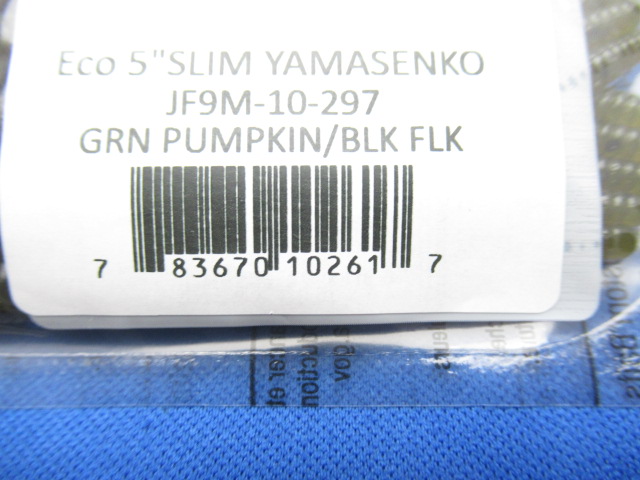 Eco 5"SLIM YAMASENKO
JF9M-10-297
GRN PUMPKIN/BLK FLK
7 83670 10261 7